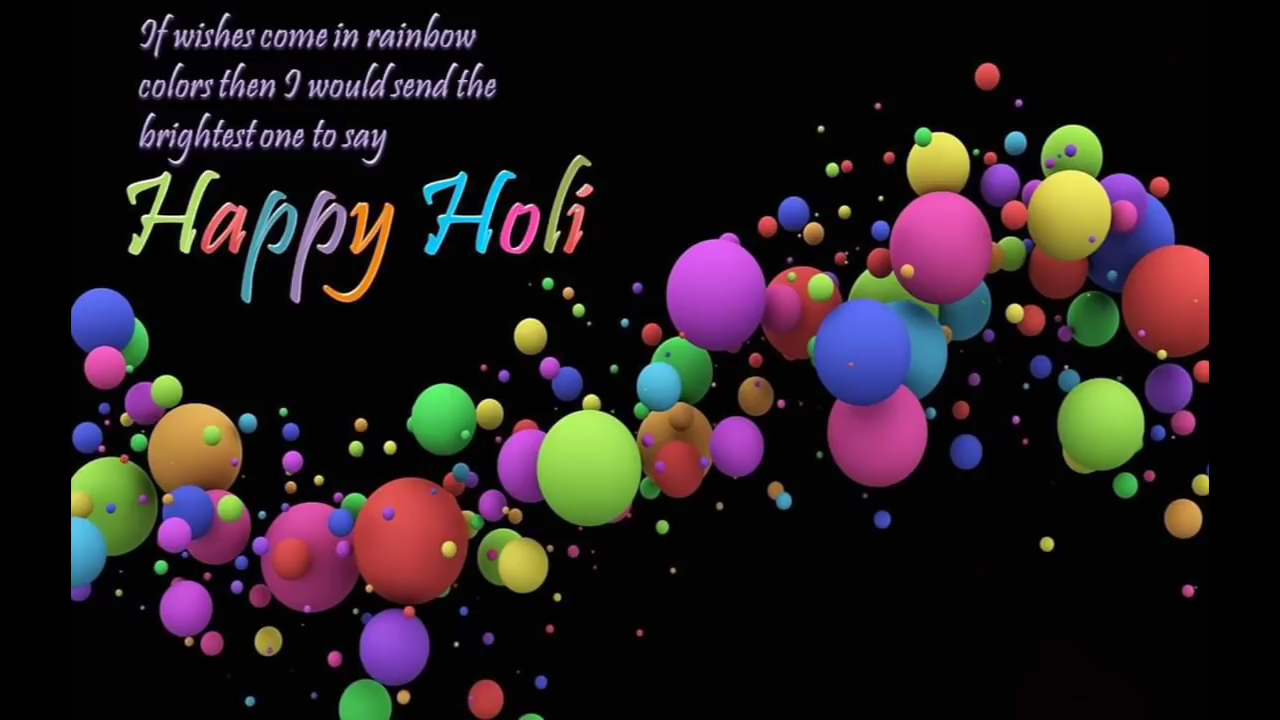 If wishes come in rainbow
colors then I would send the
brightest one to say
Happy Holi